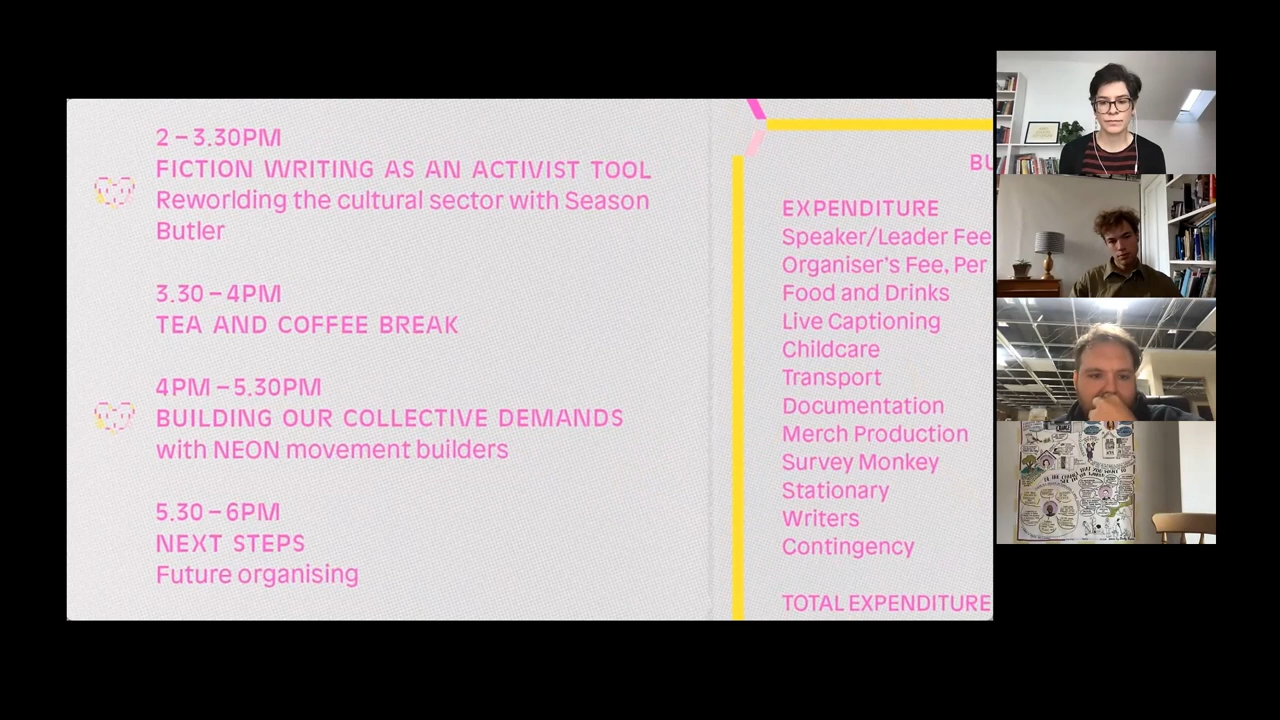 2 – 3.30PM
FICTION WRITING AS AN ACTIVIST TOOL
Reworlding the cultural sector with Season
Butler
3.30 – 4PM
TEA AND COFFEE BREAK
4PM – 5.30PM
BUILDING OUR COLLECTIVE DEMANDS
with NEON movement builders
5.30 – 6PM
NEXT STEPS
Future organising
BU
EXPENDITURE
Speaker/Leader Fee
Organiser's Fee, Per
Food and Drinks
Live Captioning
Childcare
Transport
Documentation
Merch Production
Survey Monkey
Stationary
Writers
Contingency
TOTAL EXPENDITURE